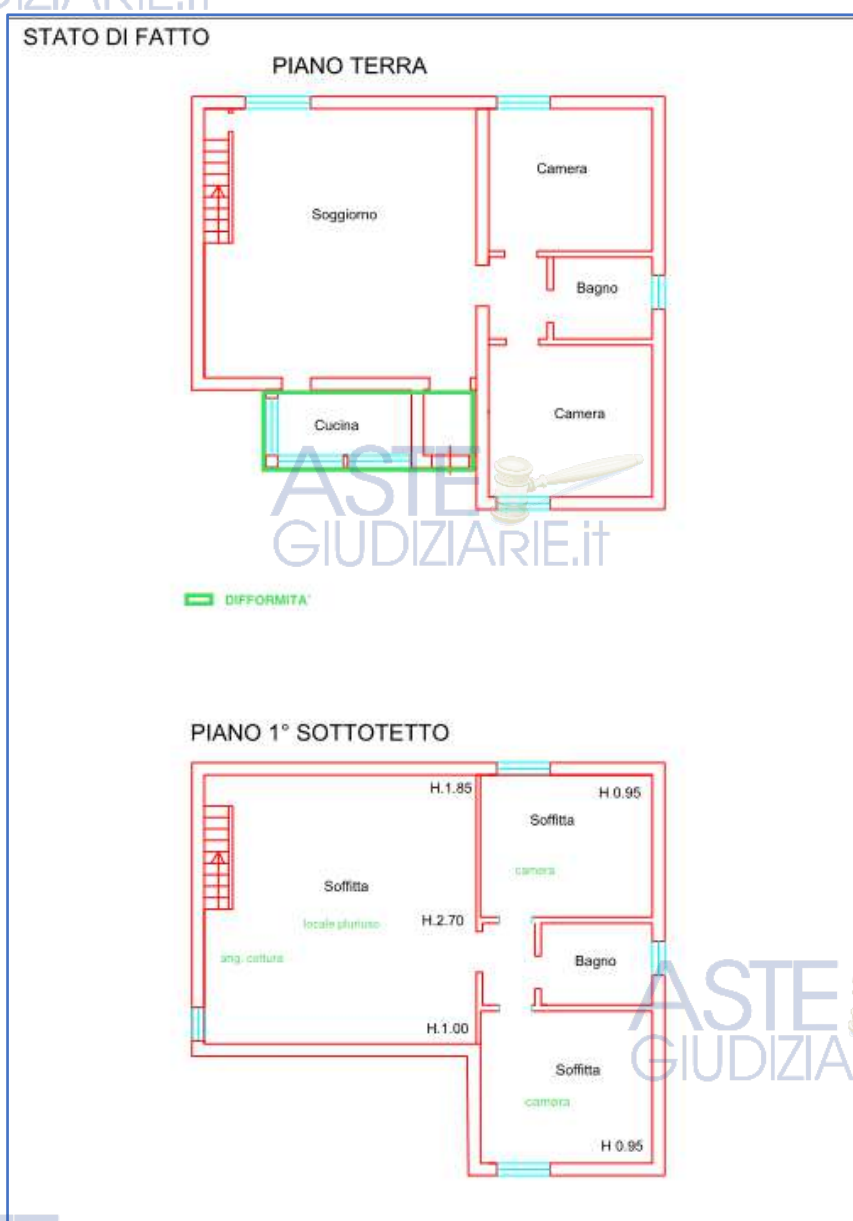 STATO DI FATTO
PIANO TERRA
Camera
Soggiorno
Bagno
Camera
Cucina
ASTE
GIUDIZIARIE.it
DIFFORMITA'
PIANO 1° SOTTOTETTO
H.1.85
H 0.95
Soffitta
camera
Soffitta
locale pluriuso
H.2.70
ang. cottura
Bagno
ASTE
GIUDIZIA
H.1.00
Soffitta
camera
H 0.95